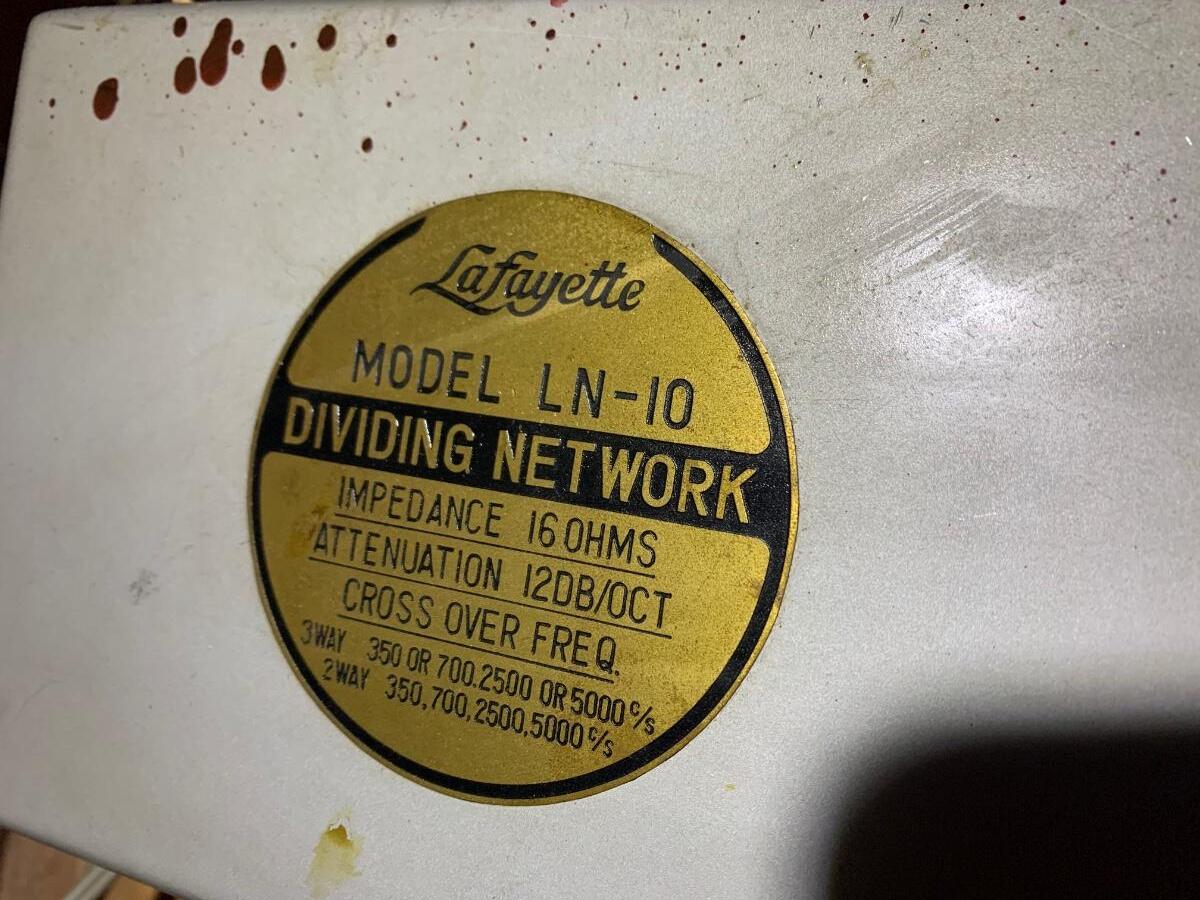 Lafayette
MODEL LN-10
DIVIDING NETWORK
IMPEDANCE 16 OHMS
ATTENUATION 12DB/OCT
CROSS OVER FREQ.
3WAY 350 OR 700.2500 OR 5000 c/s
2WAY 350,700,2500,5000 c/s